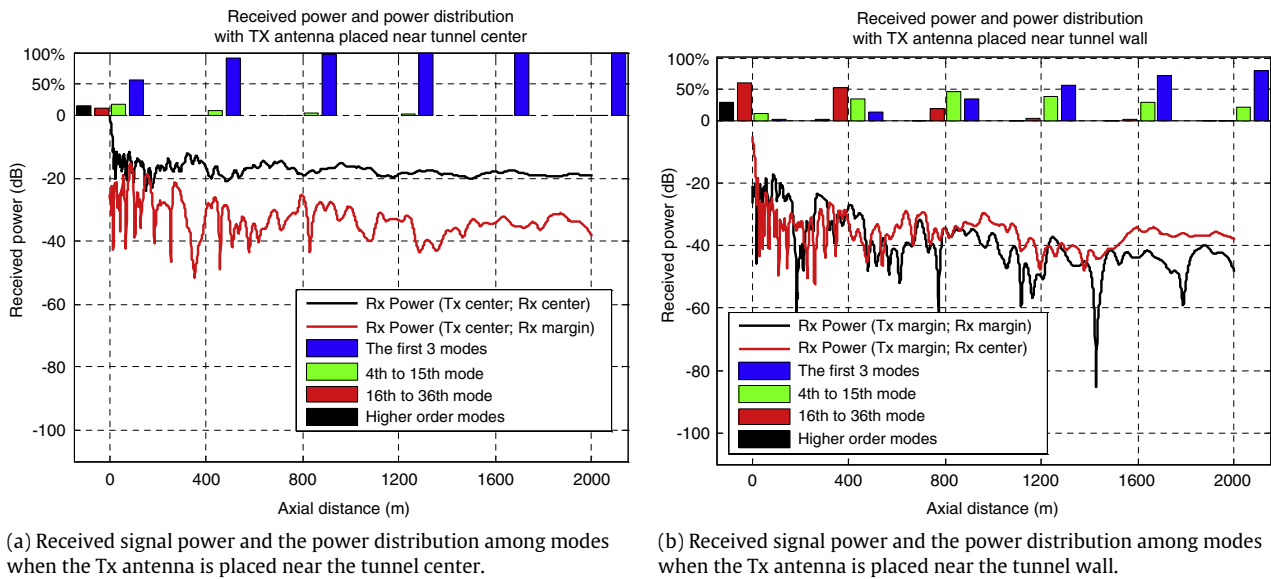 Received power and power distribution
with TX antenna placed near tunnel center
100%
50%
0
-20
-40
-60
-80
-100
Received power (dB)
Rx Power (Tx center; Rx center)
Rx Power (Tx center; Rx margin)
The first 3 modes
4th to 15th mode
16th to 36th mode
Higher order modes
0 400 800 1200 1600 2000
Axial distance (m)
(a) Received signal power and the power distribution among modes
when the Tx antenna is placed near the tunnel center.
Received power and power distribution
with TX antenna placed near tunnel wall
100%
50%
0
-20
-40
-60
-80
-100
Received power (dB)
Rx Power (Tx margin; Rx margin)
Rx Power (Tx margin; Rx center)
The first 3 modes
4th to 15th mode
16th to 36th mode
Higher order modes
0 400 800 1200 1600 2000
Axial distance (m)
(b) Received signal power and the power distribution among modes
when the Tx antenna is placed near the tunnel wall.